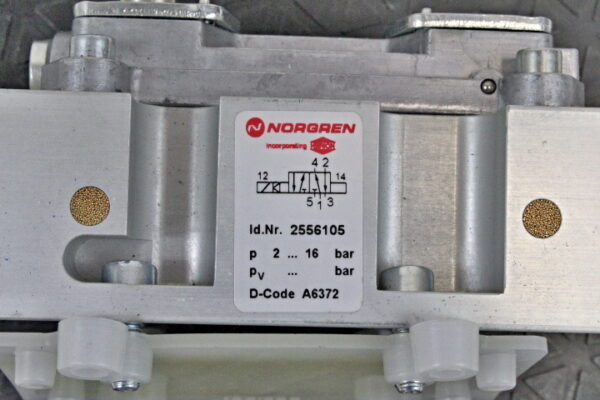 NORGREN
incorporating
4 2
12 14
5 1 3
Id.Nr. 2556105
p 2 ... 16 bar
pv ... bar
D-Code A6372